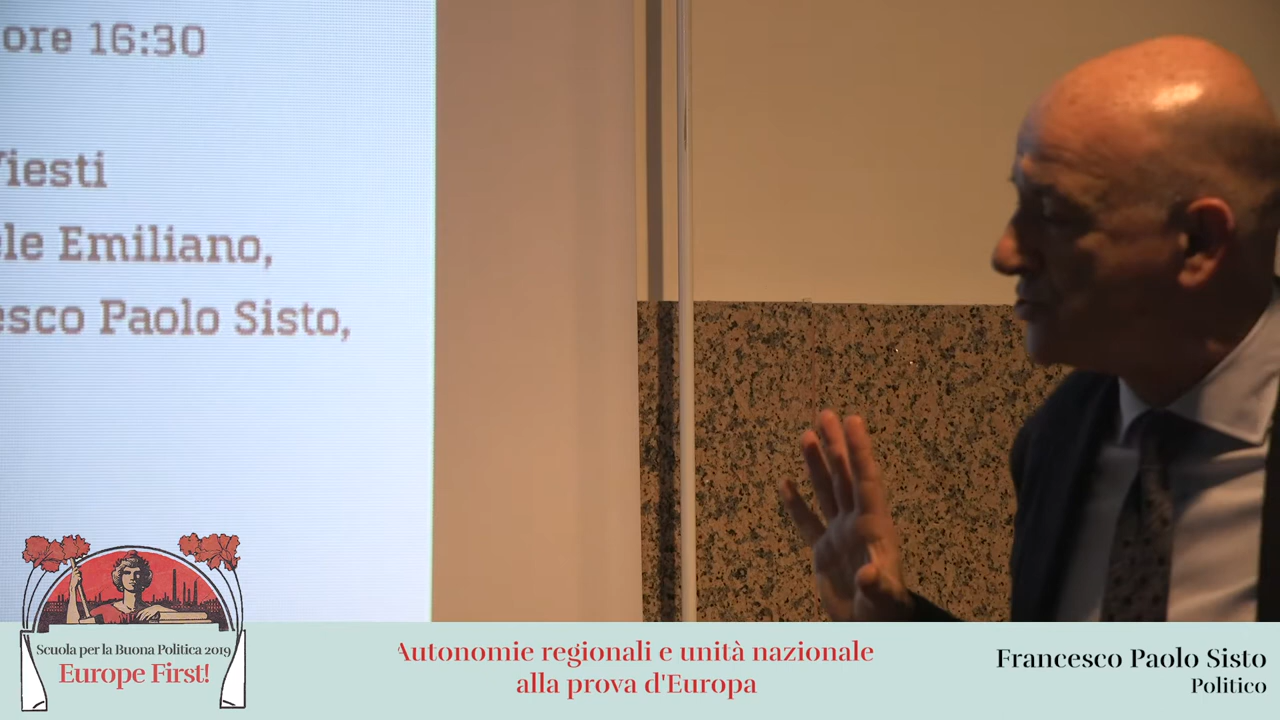 ore 16:30
Viesti
le Emiliano,
esco Paolo Sisto,
Scuola per la Buona Politica 2019
Europe First!
Autonomie regionali e unità nazionale
alla prova d'Europa
Francesco Paolo Sisto
Politico